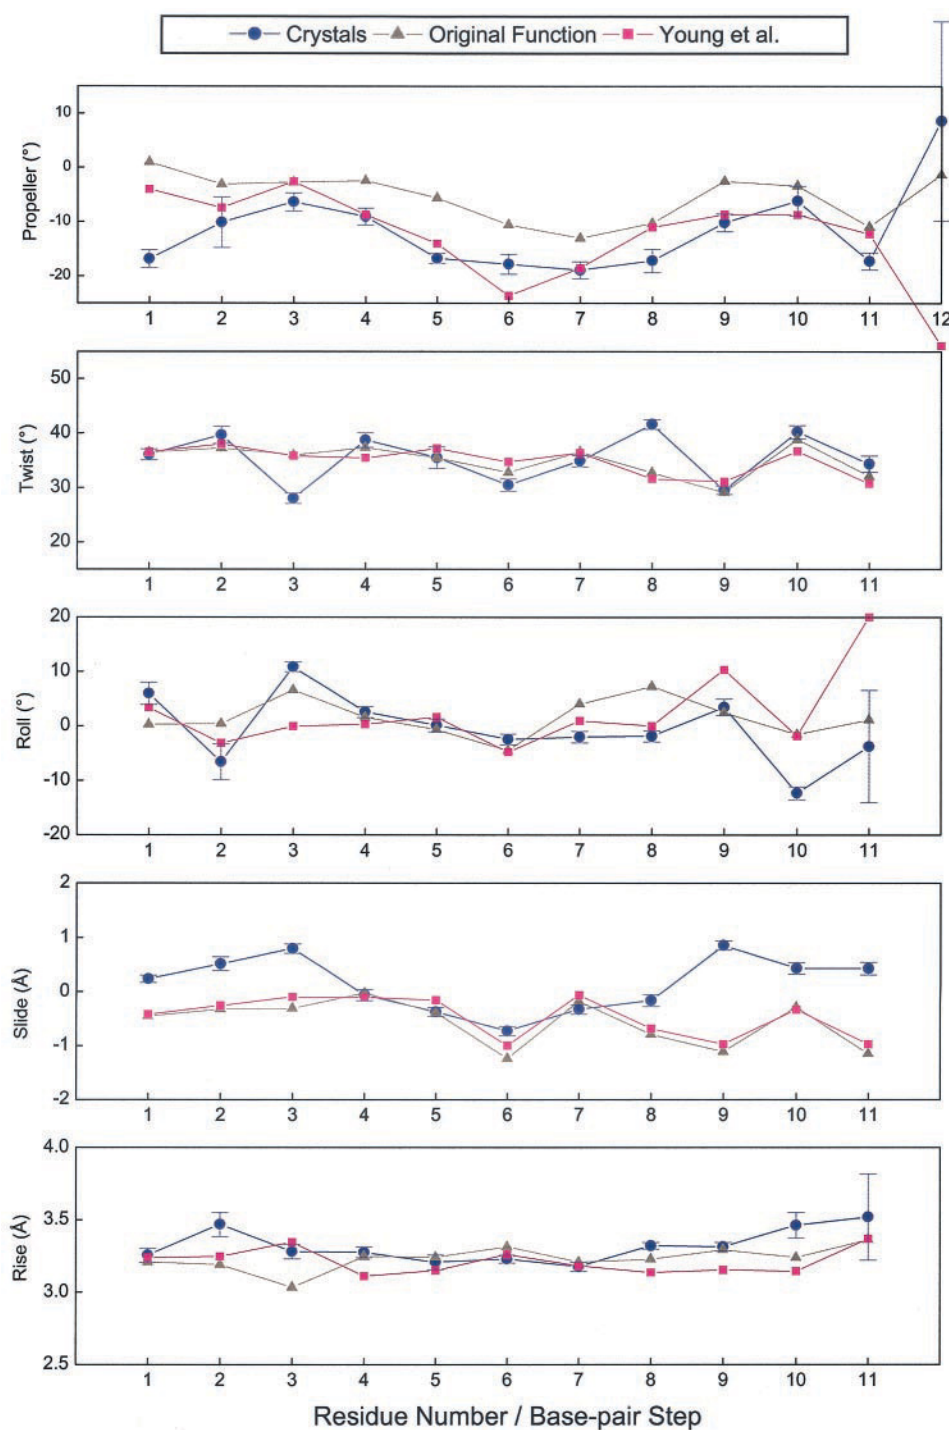 Crystals Original Function Young et al.
Propeller (°)
10
0
-10
-20
1 2 3 4 5 6 7 8 9 10 11 12
Twist (°)
50
40
30
20
1 2 3 4 5 6 7 8 9 10 11
Roll (°)
20
10
0
-10
-20
1 2 3 4 5 6 7 8 9 10 11
Slide (Å)
2
1
0
-1
-2
1 2 3 4 5 6 7 8 9 10 11
Rise (Å)
4.0
3.5
3.0
2.5
1 2 3 4 5 6 7 8 9 10 11
Residue Number / Base-pair Step